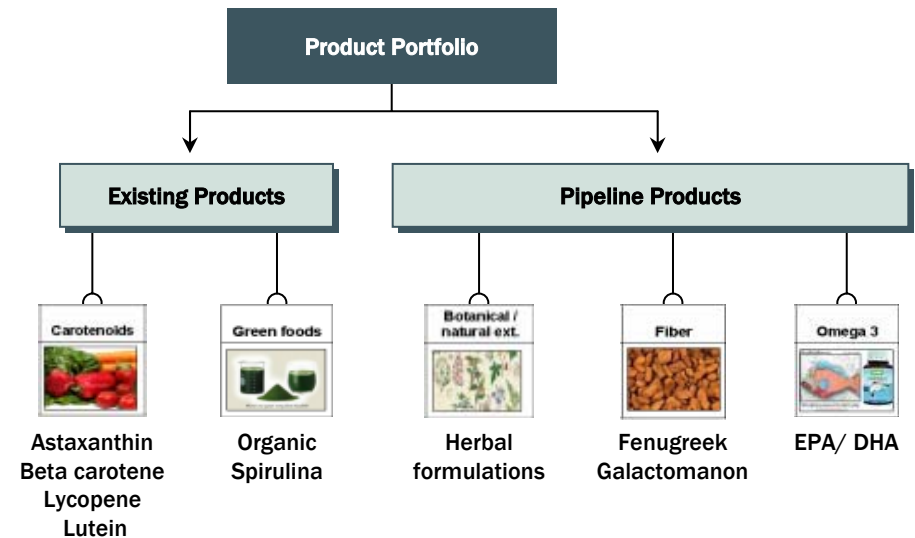 Product Portfolio
Existing Products
Pipeline Products
Carotenoids
Green foods
Botanical /
natural ext.
Fiber
Omega 3
Astaxanthin
Beta carotene
Lycopene
Lutein
Organic
Spirulina
Herbal
formulations
Fenugreek
Galactomanon
EPA/ DHA